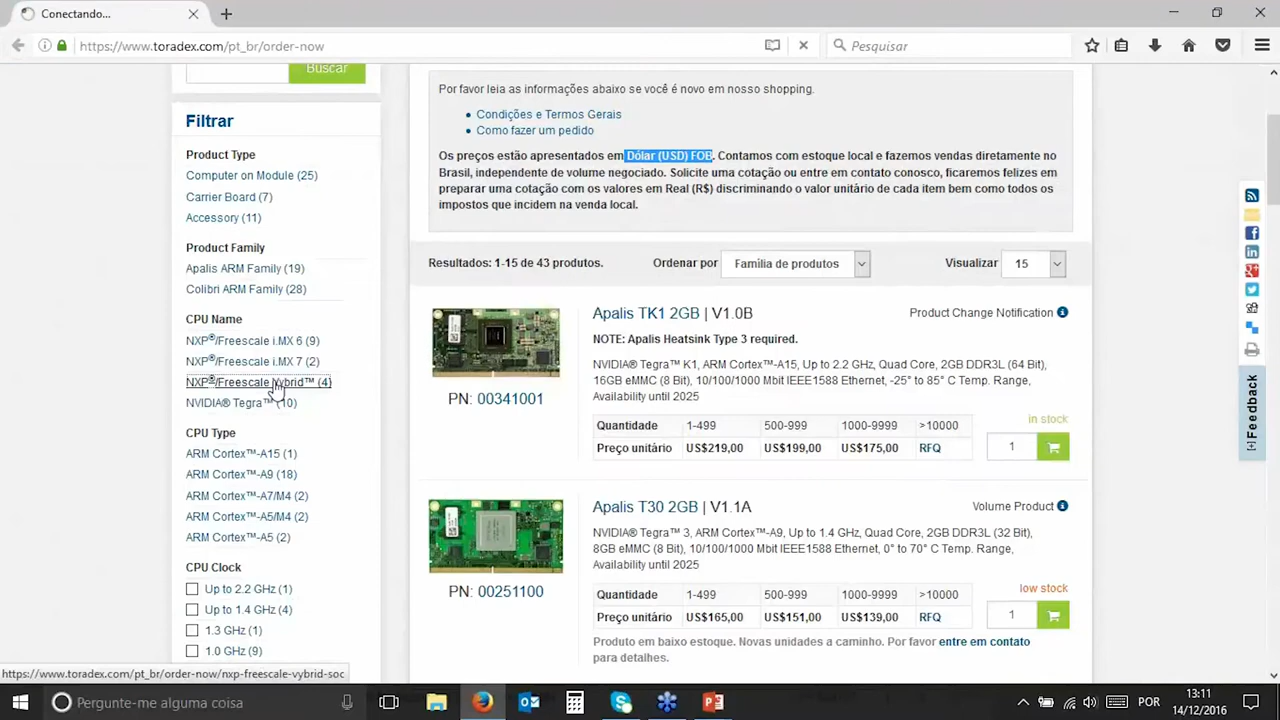 Conectando...
https://www.toradex.com/pt_br/order-now
Pesquisar
Buscar
Filtrar
Product Type
Computer on Module (25)
Carrier Board (7)
Accessory (11)
Product Family
Apalis ARM Family (19)
Colibri ARM Family (28)
CPU Name
NXP®/Freescale i.MX 6 (9)
NXP®/Freescale i.MX 7 (2)
NXP®/Freescale Vybrid™ (4)
NVIDIA® Tegra™ (10)
CPU Type
ARM Cortex™-A15 (1)
ARM Cortex™-A9 (18)
ARM Cortex™-A7/M4 (2)
ARM Cortex™-A5/M4 (2)
ARM Cortex™-A5 (2)
CPU Clock
Up to 2.2 GHz (1)
Up to 1.4 GHz (4)
1.3 GHz (1)
1.0 GHz (9)
Por favor leia as informações abaixo se você é novo em nosso shopping.
• Condições e Termos Gerais
• Como fazer um pedido
Os preços estão apresentados em Dólar (USD) FOB. Contamos com estoque local e fazemos vendas diretamente no
Brasil, independente de volume negociado. Solicite uma cotação ou entre em contato conosco, ficaremos felizes em
preparar uma cotação com os valores em Real (R$) discriminando o valor unitário de cada item bem como todos os
impostos que incidem na venda local.
Resultados: 1-15 de 43 produtos. Ordenar por Família de produtos Visualizar 15
Apalis TK1 2GB | V1.0B Product Change Notification
NOTE: Apalis Heatsink Type 3 required.
NVIDIA® Tegra™ K1, ARM Cortex™-A15, Up to 2.2 GHz, Quad Core, 2GB DDR3L (64 Bit),
16GB eMMC (8 Bit), 10/100/1000 Mbit IEEE1588 Ethernet, -25° to 85° C Temp. Range,
Availability until 2025
PN: 00341001
in stock
Quantidade 1-499 500-999 1000-9999 >10000
Preço unitário US$219,00 US$199,00 US$175,00 RFQ 1
Apalis T30 2GB | V1.1A Volume Product
NVIDIA® Tegra™ 3, ARM Cortex™-A9, Up to 1.4 GHz, Quad Core, 2GB DDR3L (32 Bit),
8GB eMMC (8 Bit), 10/100/1000 Mbit IEEE1588 Ethernet, 0° to 70° C Temp. Range,
Availability until 2025
PN: 00251100
low stock
Quantidade 1-499 500-999 1000-9999 >10000
Preço unitário US$165,00 US$151,00 US$139,00 RFQ 1
Produto em baixo estoque. Novas unidades a caminho. Por favor entre em contato
para detalhes.
[+] Feedback
https://www.toradex.com/pt_br/order-now/nxp-freescale-vybrid-soc
Pergunte-me alguma coisa
POR
13:11
14/12/2016